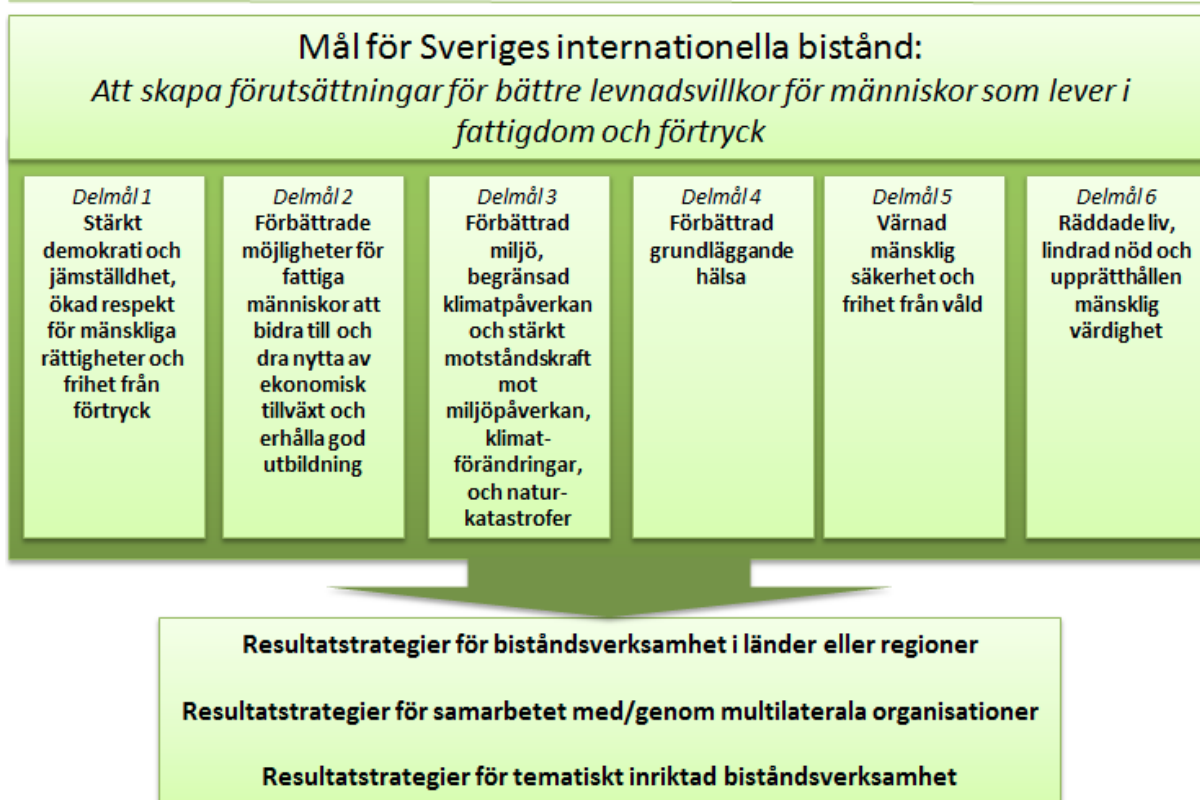 Mål för Sveriges internationella bistånd:
Att skapa förutsättningar för bättre levnadsvillkor för människor som lever i
fattigdom och förtryck
Delmål 1
Stärkt
demokrati och
jämställdhet,
ökad respekt
för mänskliga
rättigheter och
frihet från
förtryck
Delmål 2
Förbättrade
möjligheter för
fattiga
människor att
bidra till och
dra nytta av
ekonomisk
tillväxt och
erhålla god
utbildning
Delmål 3
Förbättrad
miljö,
begränsad
klimatpåverkan
och stärkt
motståndskraft
mot
miljöpåverkan,
klimat-
förändringar,
och natur-
katastrofer
Delmål 4
Förbättrad
grundläggande
hälsa
Delmål 5
Värnad
mänsklig
säkerhet och
frihet från våld
Delmål 6
Räddade liv,
lindrad nöd och
upprätthållen
mänsklig
värdighet
Resultatstrategier för biståndsverksamhet i länder eller regioner
Resultatstrategier för samarbetet med/genom multilaterala organisationer
Resultatstrategier för tematiskt inriktad biståndsverksamhet